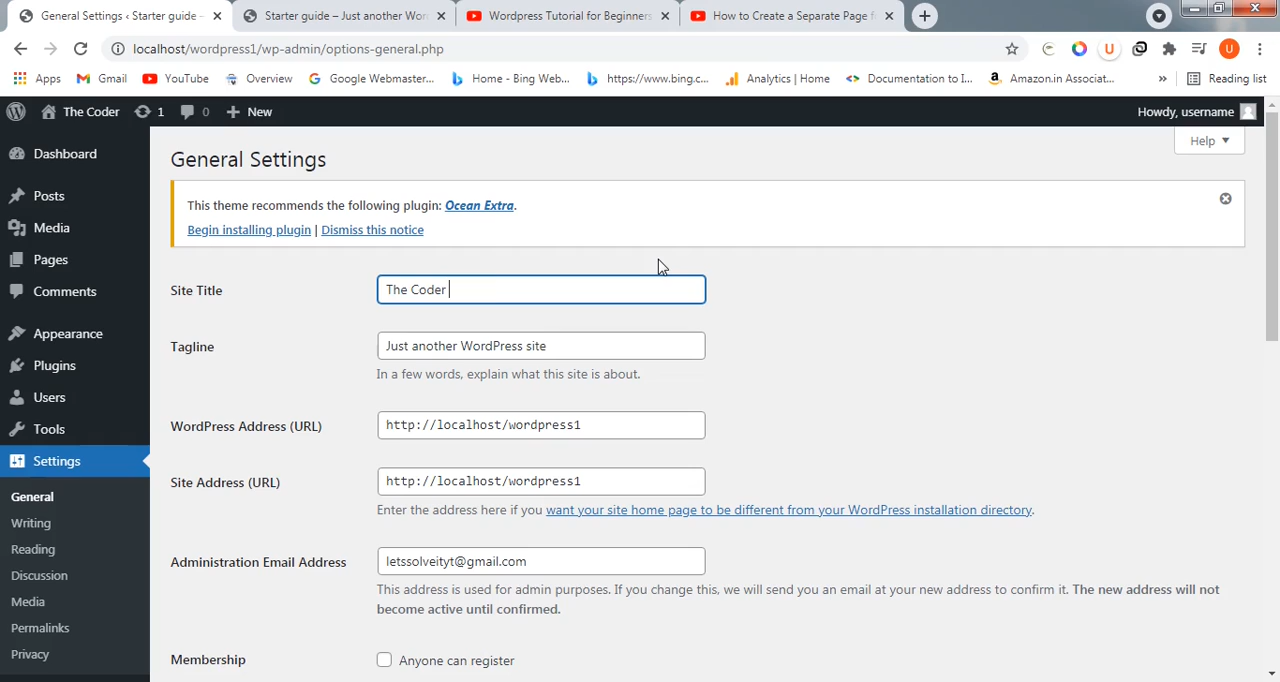 General Settings ‹ Starter guide –
Starter guide – Just another Wor
Wordpress Tutorial for Beginners
How to Create a Separate Page f
localhost/wordpress1/wp-admin/options-general.php
Apps
Gmail
YouTube
Overview
Google Webmaster...
Home - Bing Web...
https://www.bing.c...
Analytics | Home
Documentation to I...
Amazon.in Associat...
»
Reading list
The Coder
1
0
New
Howdy, username
Dashboard
Posts
Media
Pages
Comments
Appearance
Plugins
Users
Tools
Settings
General
Writing
Reading
Discussion
Media
Permalinks
Privacy
Help
General Settings
This theme recommends the following plugin: Ocean Extra.
Begin installing plugin | Dismiss this notice
Site Title
The Coder
Tagline
Just another WordPress site
In a few words, explain what this site is about.
WordPress Address (URL)
http://localhost/wordpress1
Site Address (URL)
http://localhost/wordpress1
Enter the address here if you want your site home page to be different from your WordPress installation directory.
Administration Email Address
letssolveityt@gmail.com
This address is used for admin purposes. If you change this, we will send you an email at your new address to confirm it. The new address will not
become active until confirmed.
Membership
Anyone can register